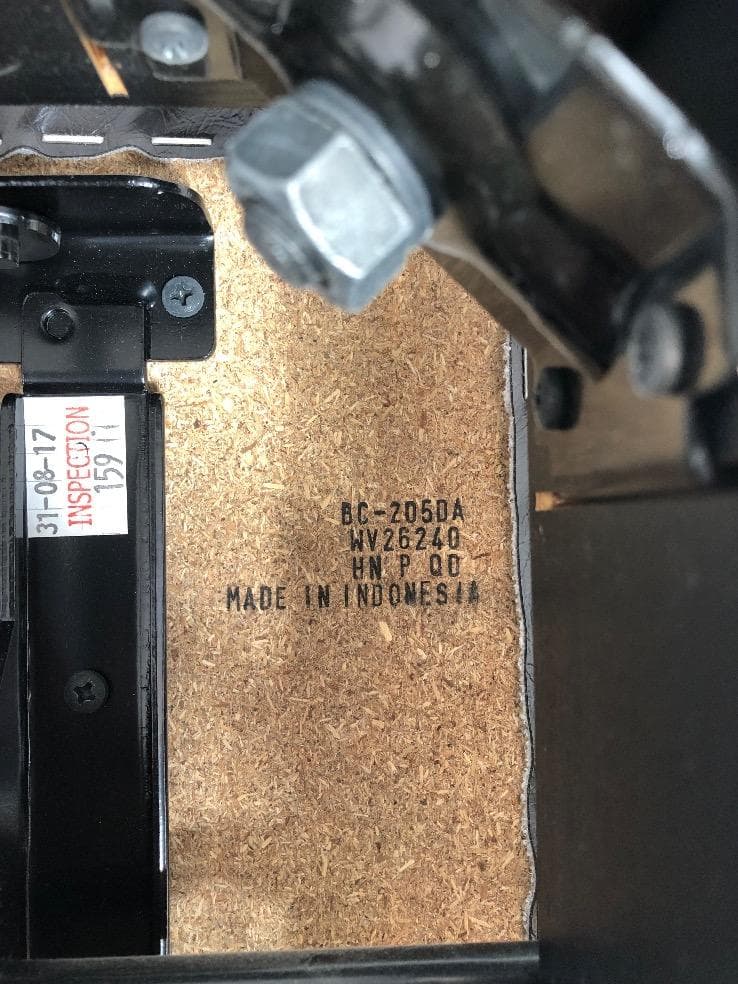 31-08-17
INSPECTION
159
BC-205DA
WV26240
HN P QD
MADE IN INDONESIA